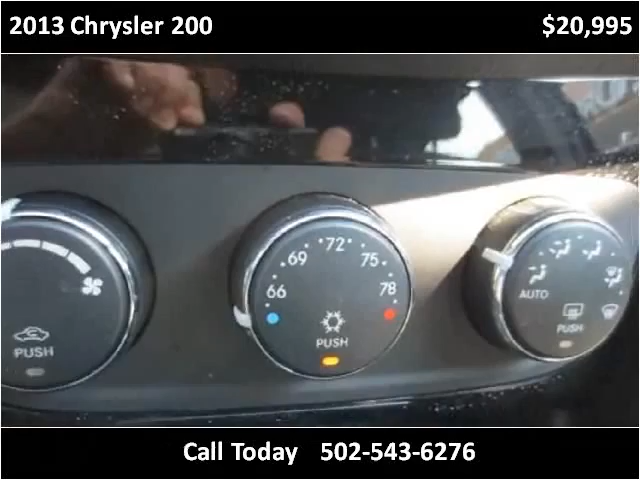 2013 Chrysler 200 $20,995
72
69 75
66 78
AUTO
PUSH PUSH PUSH
Call Today 502-543-6276